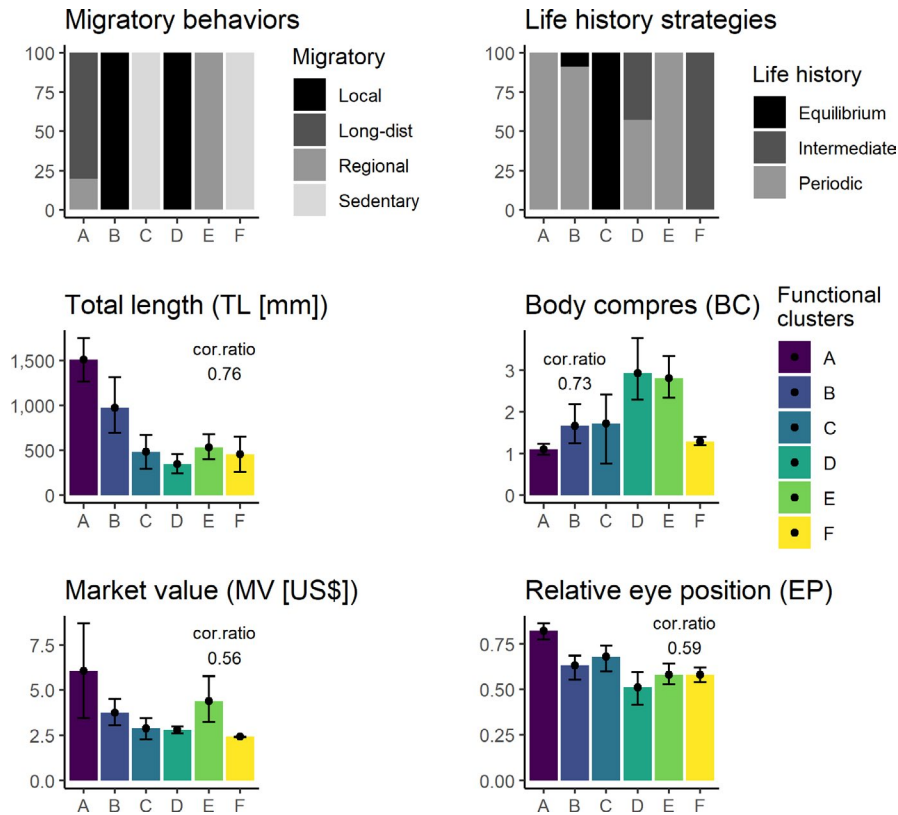 Migratory behaviors
100
75
50
25
0
A B C D E F
Migratory
Local
Long-dist
Regional
Sedentary
Life history strategies
100
75
50
25
0
A B C D E F
Life history
Equilibrium
Intermediate
Periodic
Total length (TL [mm])
cor.ratio
0.76
1,500
1,000
500
0
A B C D E F
Body compres (BC)
cor.ratio
0.73
3
2
1
0
A B C D E F
Functional
clusters
A
B
C
D
E
F
Market value (MV [US$])
cor.ratio
0.56
7.5
5.0
2.5
0.0
A B C D E F
Relative eye position (EP)
cor.ratio
0.59
0.75
0.50
0.25
0.00
A B C D E F